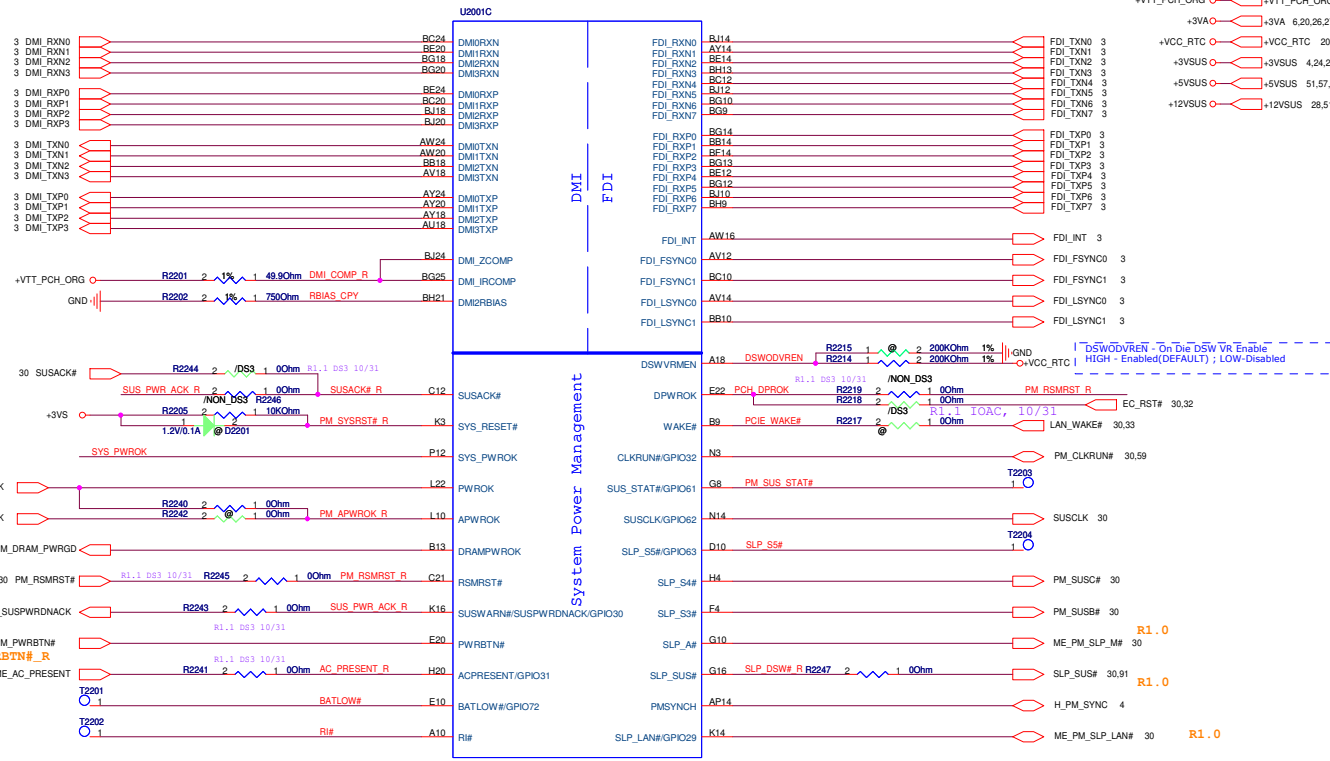 U2001C
+VTT_PCH_ORG +VTT_PCH_ORG
+3VA +3VA 6,20,26,2
+VCC_RTC +VCC_RTC 20
+3VSUS +3VSUS 4,24,2
+5VSUS +5VSUS 51,57,
+12VSUS +12VSUS 28,5
3 DMI_RXN0 BC24 DMI0RXN
3 DMI_RXN1 BE20 DMI1RXN
3 DMI_RXN2 BG18 DMI2RXN
3 DMI_RXN3 BG20 DMI3RXN
3 DMI_RXP0 BE24 DMI0RXP
3 DMI_RXP1 BC20 DMI1RXP
3 DMI_RXP2 BJ18 DMI2RXP
3 DMI_RXP3 BJ20 DMI3RXP
3 DMI_TXN0 AW24 DMI0TXN
3 DMI_TXN1 AW20 DMI1TXN
3 DMI_TXN2 BB18 DMI2TXN
3 DMI_TXN3 AV18 DMI3TXN
3 DMI_TXP0 AY24 DMI0TXP
3 DMI_TXP1 AY20 DMI1TXP
3 DMI_TXP2 AY18 DMI2TXP
3 DMI_TXP3 AU18 DMI3TXP
BJ24 DMI_ZCOMP
+VTT_PCH_ORG R2201 2 1% 1 49.9Ohm DMI_COMP_R BG25 DMI_IRCOMP
GND R2202 2 1% 1 750Ohm RBIAS_CPY BH21 DMI2RBIAS
DMI
FDI
FDI_RXN0 BJ14 FDI_TXN0 3
FDI_RXN1 AY14 FDI_TXN1 3
FDI_RXN2 BE14 FDI_TXN2 3
FDI_RXN3 BH13 FDI_TXN3 3
FDI_RXN4 BC12 FDI_TXN4 3
FDI_RXN5 BJ12 FDI_TXN5 3
FDI_RXN6 BG10 FDI_TXN6 3
FDI_RXN7 BG9 FDI_TXN7 3
FDI_RXP0 BG14 FDI_TXP0 3
FDI_RXP1 BB14 FDI_TXP1 3
FDI_RXP2 BF14 FDI_TXP2 3
FDI_RXP3 BG13 FDI_TXP3 3
FDI_RXP4 BE12 FDI_TXP4 3
FDI_RXP5 BG12 FDI_TXP5 3
FDI_RXP6 BJ10 FDI_TXP6 3
FDI_RXP7 BH9 FDI_TXP7 3
FDI_INT AW16 FDI_INT 3
FDI_FSYNC0 AV12 FDI_FSYNC0 3
FDI_FSYNC1 BC10 FDI_FSYNC1 3
FDI_LSYNC0 AV14 FDI_LSYNC0 3
FDI_LSYNC1 BB10 FDI_LSYNC1 3
30 SUSACK# R2244 2 /DS3 1 0Ohm R1.1 DS3 10/31
SUS_PWR_ACK_R 2 1 0Ohm SUSACK#_R C12 SUSACK#
/NON_DS3 R2246
+3VS R2205 2 1 10KOhm
1 2 PM_SYSRST#_R K3 SYS_RESET#
1.2V/0.1A @ D2201
SYS_PWROK P12 SYS_PWROK
K L22 PWROK
R2240 2 1 0Ohm
K R2242 2 @ 1 0Ohm PM_APWROK_R L10 APWROK
M_DRAM_PWRGD B13 DRAMPWROK
30 PM_RSMRST# R1.1 DS3 10/31 R2245 2 1 0Ohm PM_RSMRST_R C21 RSMRST#
_SUSPWRDNACK R2243 2 1 0Ohm SUS_PWR_ACK_R K16 SUSWARN#/SUSPWRDNACK/GPIO30
R1.1 DS3 10/31
M_PWRBTN# E20 PWRBTN#
RBTN#_R
R1.1 DS3 10/31
ME_AC_PRESENT R2241 2 1 0Ohm AC_PRESENT_R H20 ACPRESENT/GPIO31
T2201 1 BATLOW# E10 BATLOW#/GPIO72
T2202 1 RI# A10 RI#
System Power Management
R2215 1 @ 2 200KOhm 1% GND
DSWVRMEN A18 DSWODVREN R2214 1 2 200KOhm 1% +VCC_RTC
DSWODVREN - On Die DSW VR Enable
HIGH - Enabled(DEFAULT) ; LOW-Disabled
R1.1 DS3 10/31 /NON_DS3
DPWROK E22 PCH_DPROK R2219 2 1 0Ohm PM_RSMRST_R
R2218 2 1 0Ohm EC_RST# 30,32
/DS3 R1.1 IOAC, 10/31
WAKE# B9 PCIE_WAKE# R2217 2 1 0Ohm LAN_WAKE# 30,33
@
CLKRUN#/GPIO32 N3 PM_CLKRUN# 30,59
SUS_STAT#/GPIO61 G8 PM_SUS_STAT# 1 T2203
SUSCLK/GPIO62 N14 SUSCLK 30
SLP_S5#/GPIO63 D10 SLP_S5# 1 T2204
SLP_S4# H4 PM_SUSC# 30
SLP_S3# F4 PM_SUSB# 30
R1.0
SLP_A# G10 ME_PM_SLP_M# 30
SLP_SUS# G16 SLP_DSW#_R R2247 2 1 0Ohm SLP_SUS# 30,91
R1.0
PMSYNCH AP14 H_PM_SYNC 4
SLP_LAN#/GPIO29 K14 ME_PM_SLP_LAN# 30 R1.0